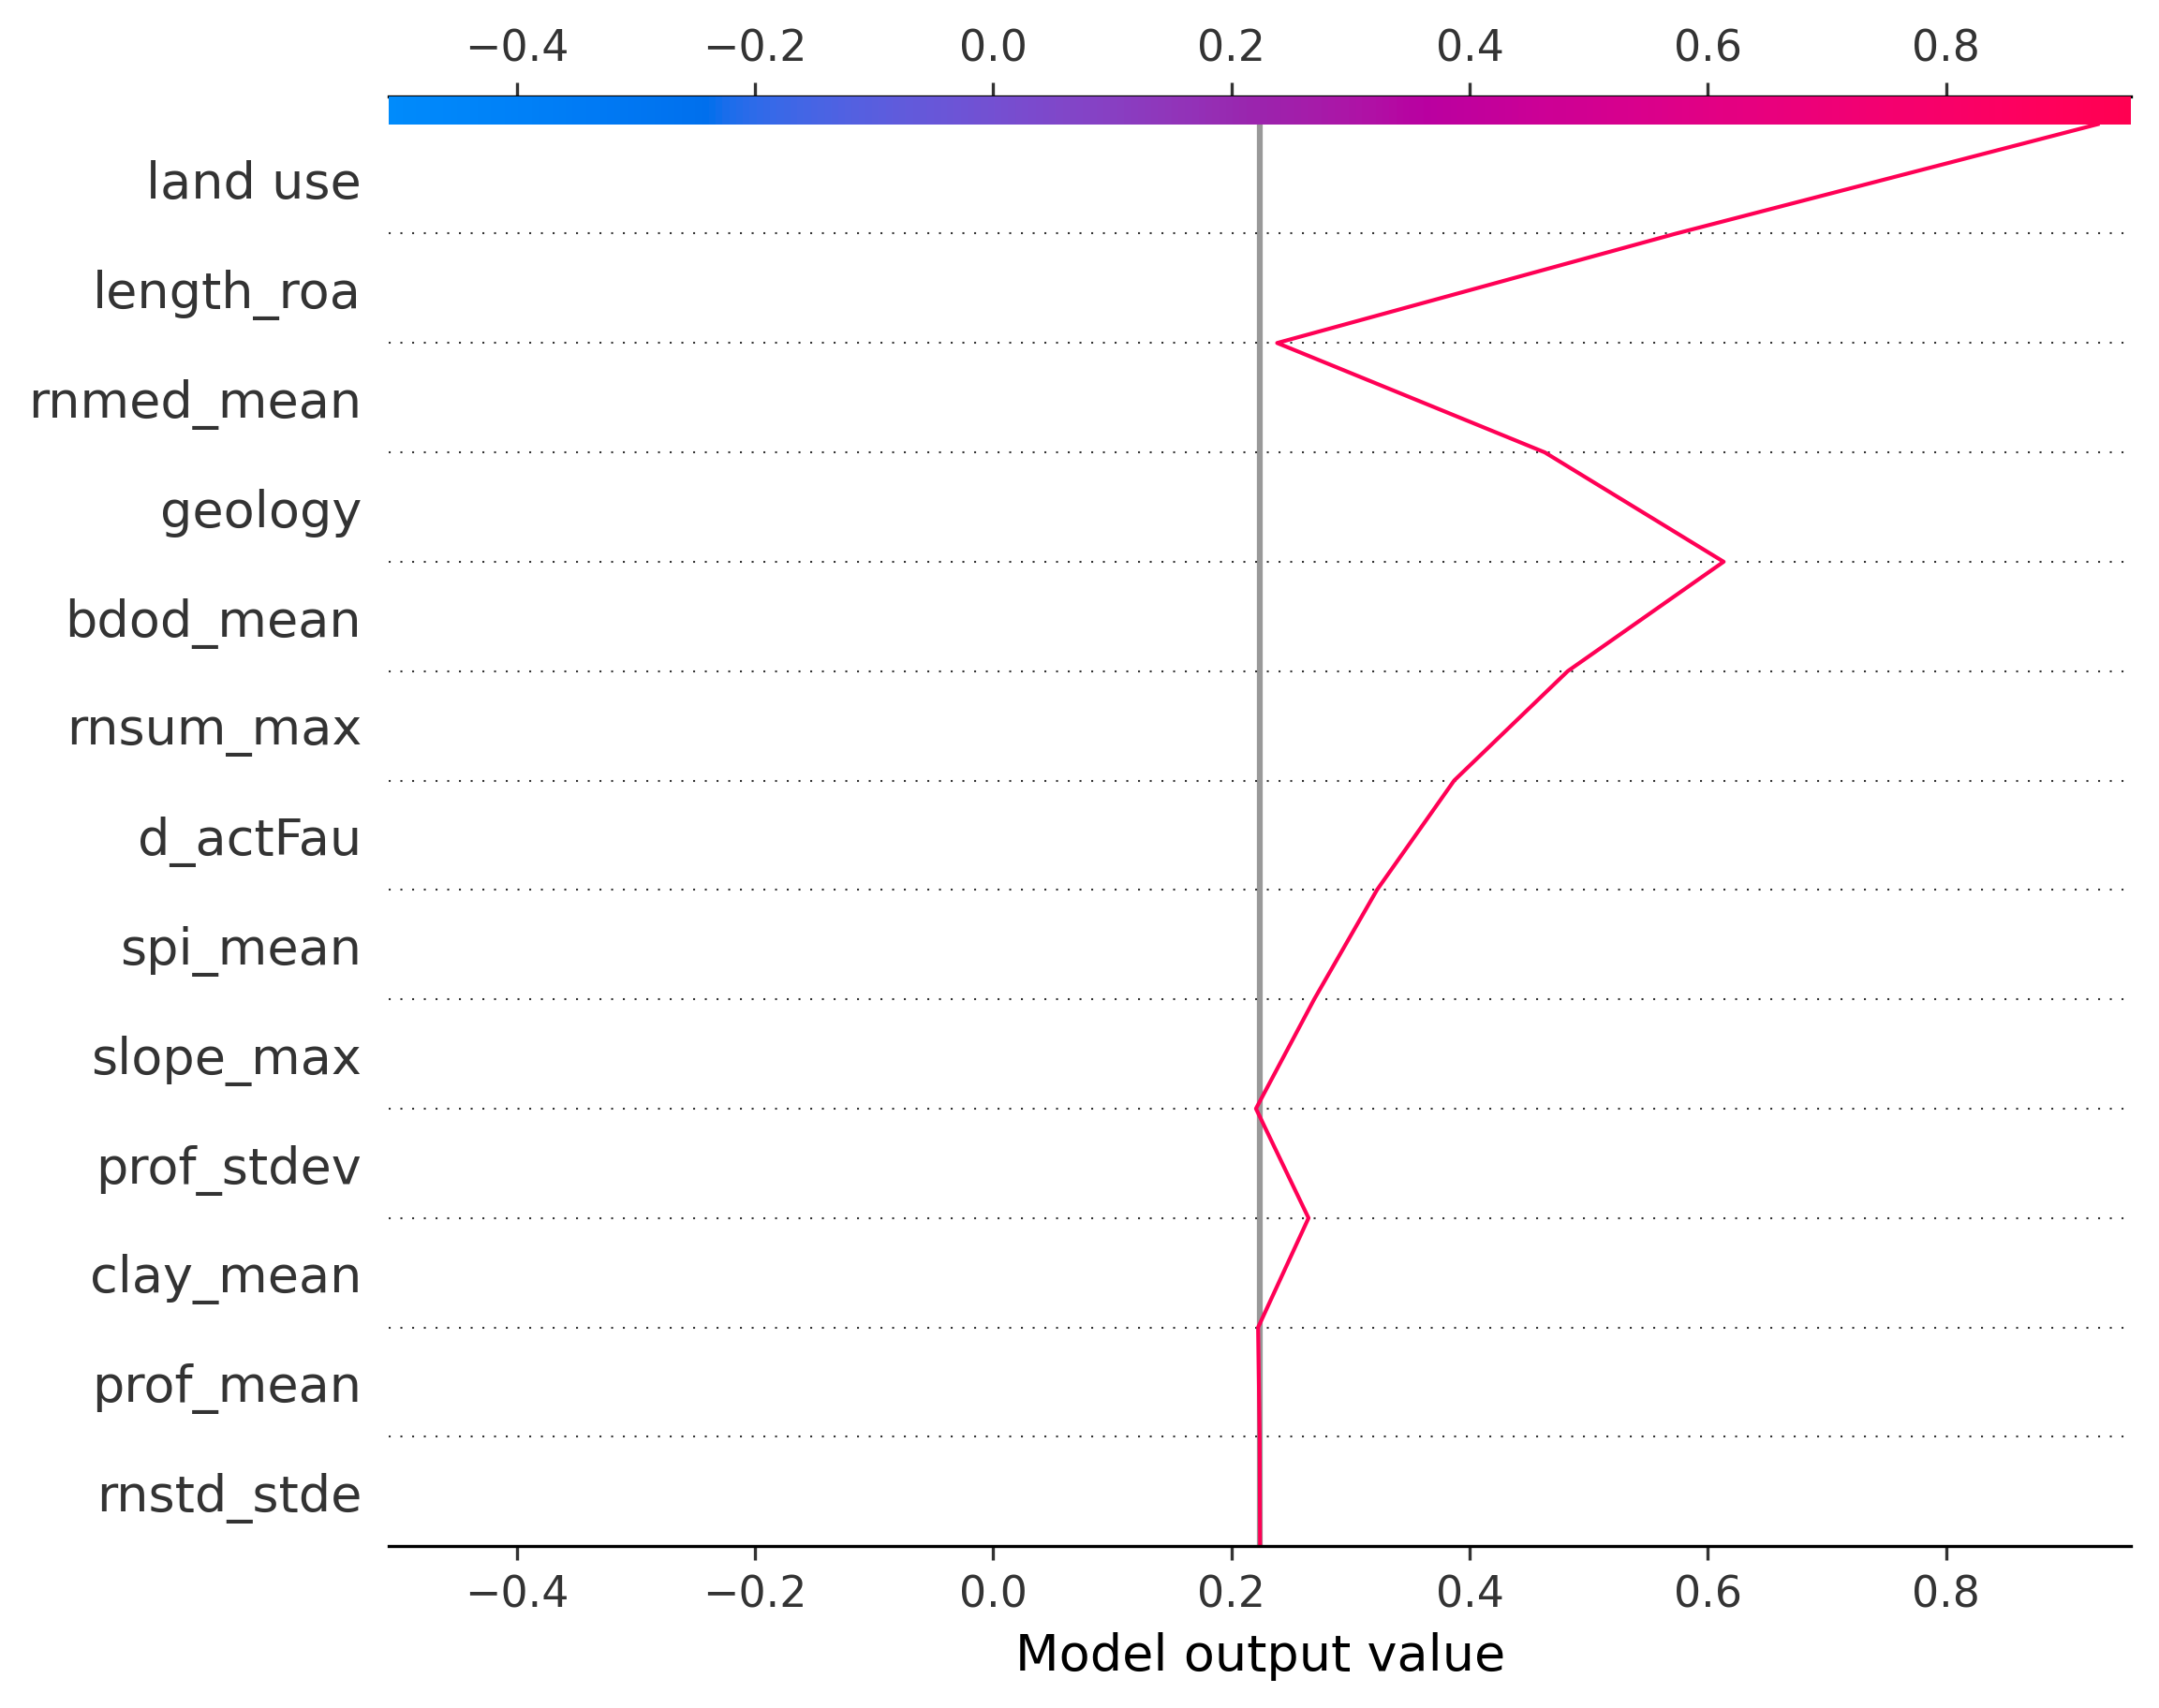 −0.4 −0.2 0.0 0.2 0.4 0.6 0.8
land use
length_roa
rnmed_mean
geology
bdod_mean
rnsum_max
d_actFau
spi_mean
slope_max
prof_stdev
clay_mean
prof_mean
rnstd_stde
−0.4 −0.2 0.0 0.2 0.4 0.6 0.8
Model output value